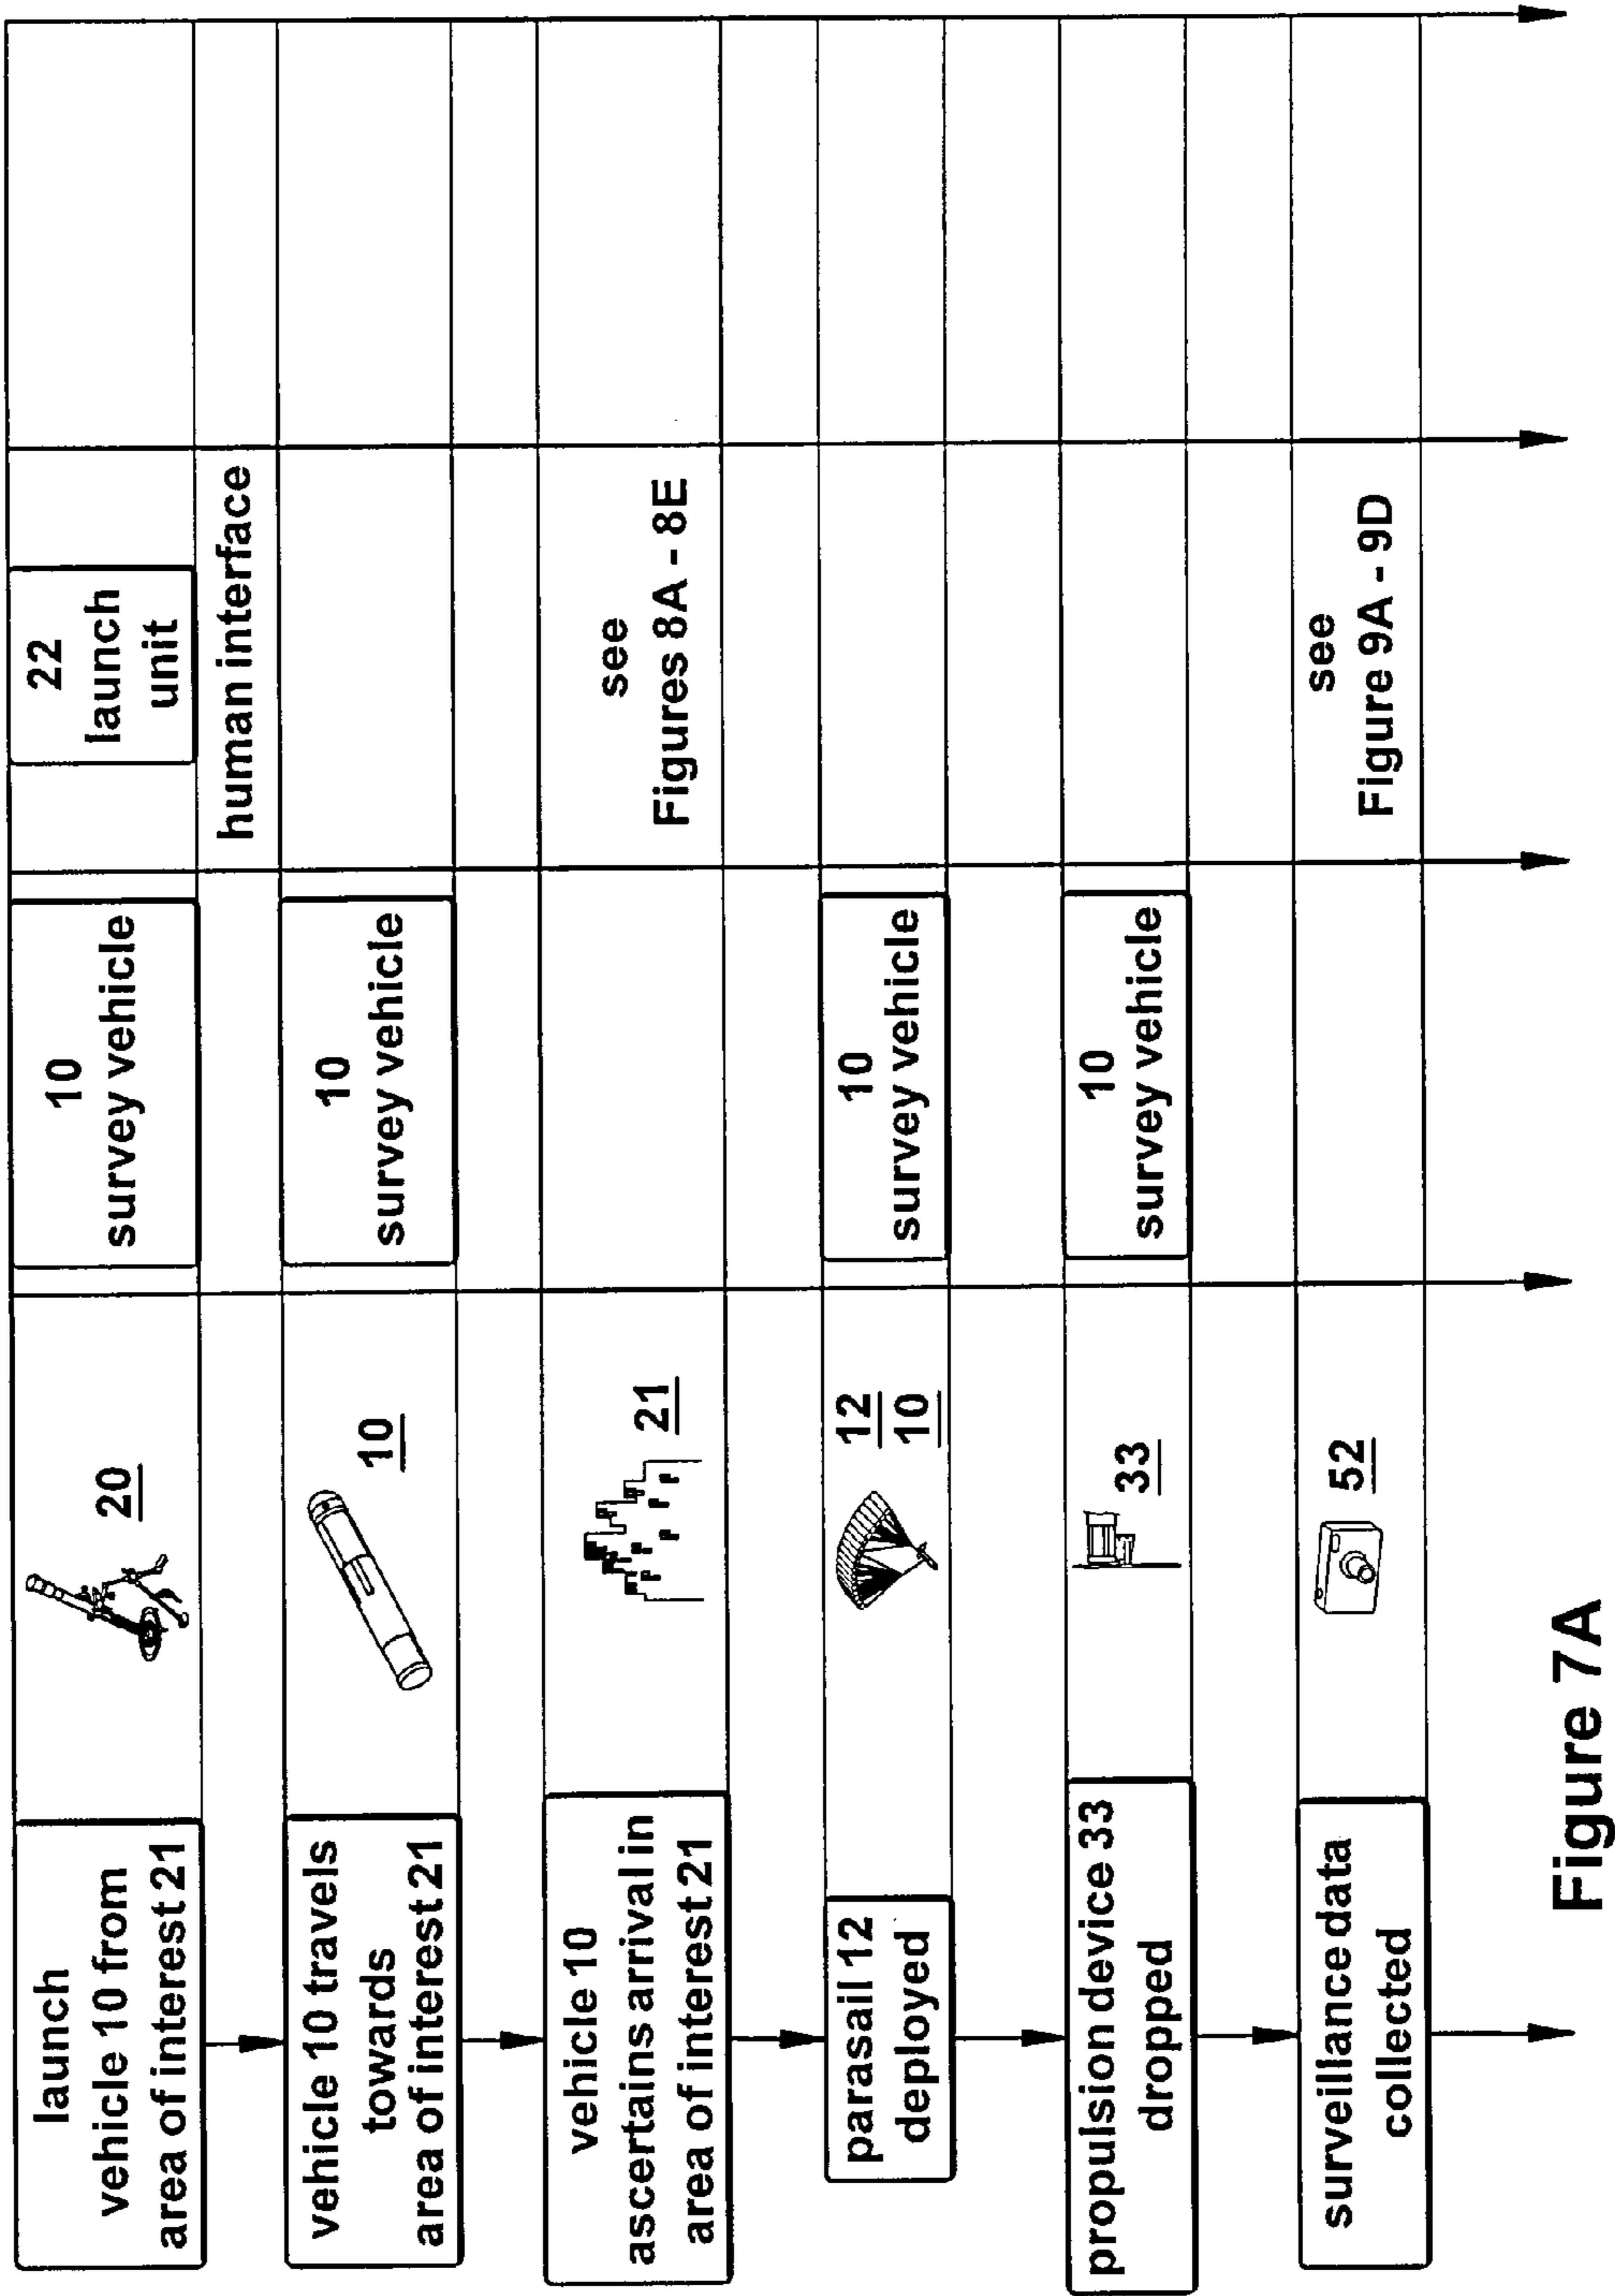 launch
vehicle 10 from
area of interest 21
20
10
survey vehicle
22
launch
unit
human interface
vehicle 10 travels
towards
area of interest 21
10
10
survey vehicle
vehicle 10
ascertains arrival in
area of interest 21
21
see
Figures 8A - 8E
parasail 12
deployed
12
10
10
survey vehicle
propulsion device 33
dropped
33
10
survey vehicle
surveillance data
collected
52
see
Figure 9A - 9D
Figure 7A